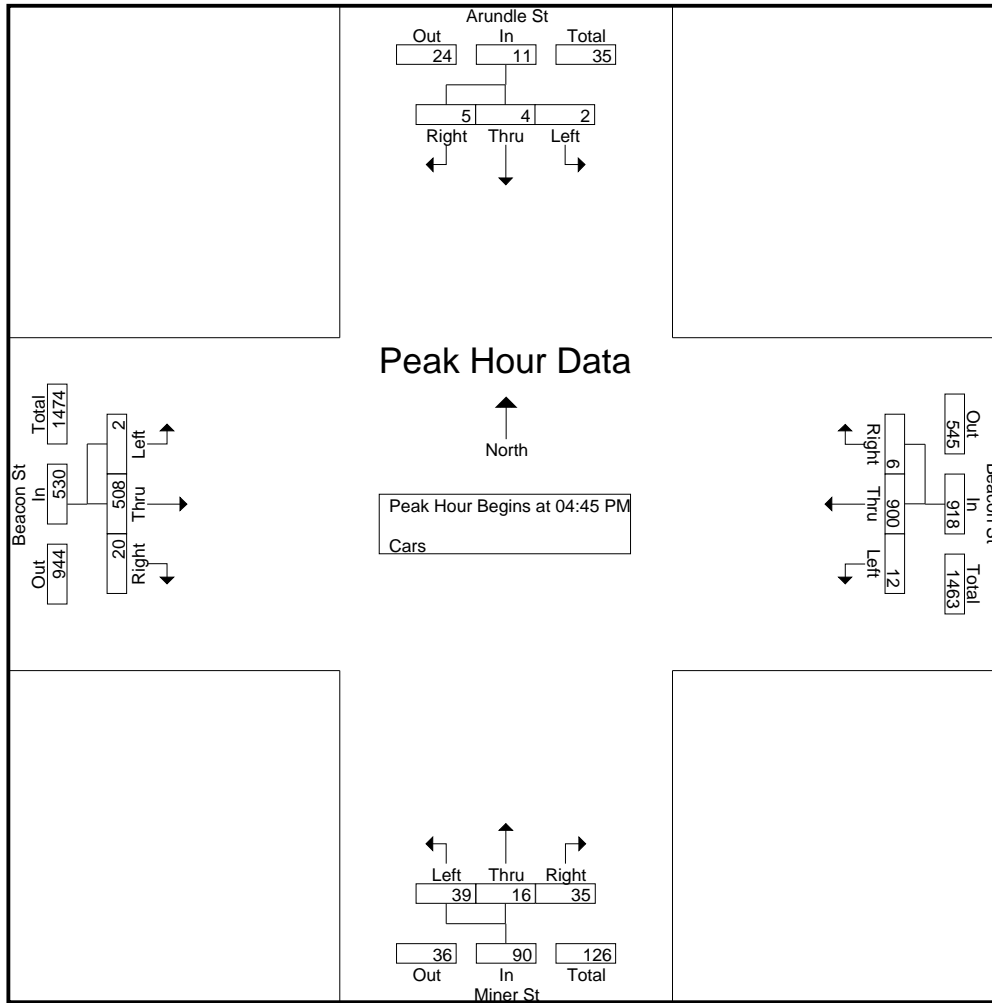 Arundle St
Out In Total
24 11 35
5 4 2
Right Thru Left
Peak Hour Data
North
Peak Hour Begins at 04:45 PM
Cars
Beacon St
Total In Out
1474 530 944
2 508 20
Left Thru Right
Right Thru Left
6 900 12
Out In Total
545 918 1463
Beacon St
Left Thru Right
39 16 35
36 90 126
Out In Total
Miner St